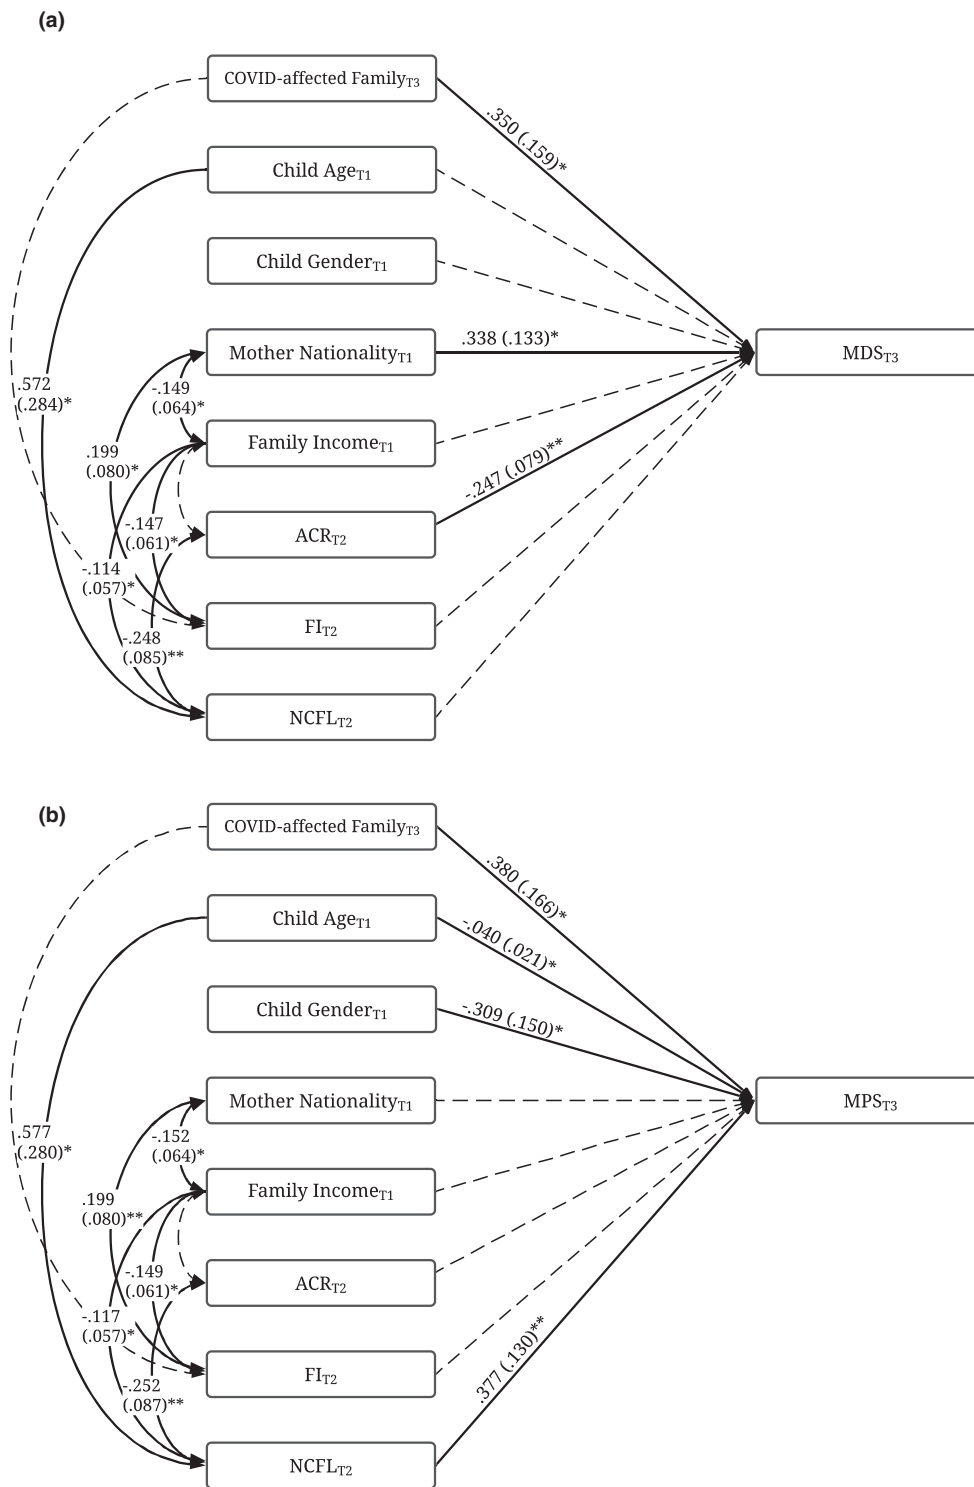 (a)
COVID-affected FamilyT3
.350 (.159)*
Child AgeT1
Child GenderT1
Mother NationalityT1
.338 (.133)*
MDST3
.572
(.284)*
-.149
(.064)*
Family IncomeT1
.199
(.080)*
-.247 (.079)**
-.147
(.061)*
ACRT2
-.114
(.057)*
FIT2
-.248
(.085)**
NCFLT2
(b)
COVID-affected FamilyT3
.380 (.166)*
Child AgeT1
-.040 (.021)*
Child GenderT1
-.309 (.150)*
Mother NationalityT1
MPST3
.577
(.280)*
-.152
(.064)*
Family IncomeT1
.199
(.080)**
-.149
(.061)*
ACRT2
-.117
(.057)*
FIT2
.377 (.130)**
-.252
(.087)**
NCFLT2